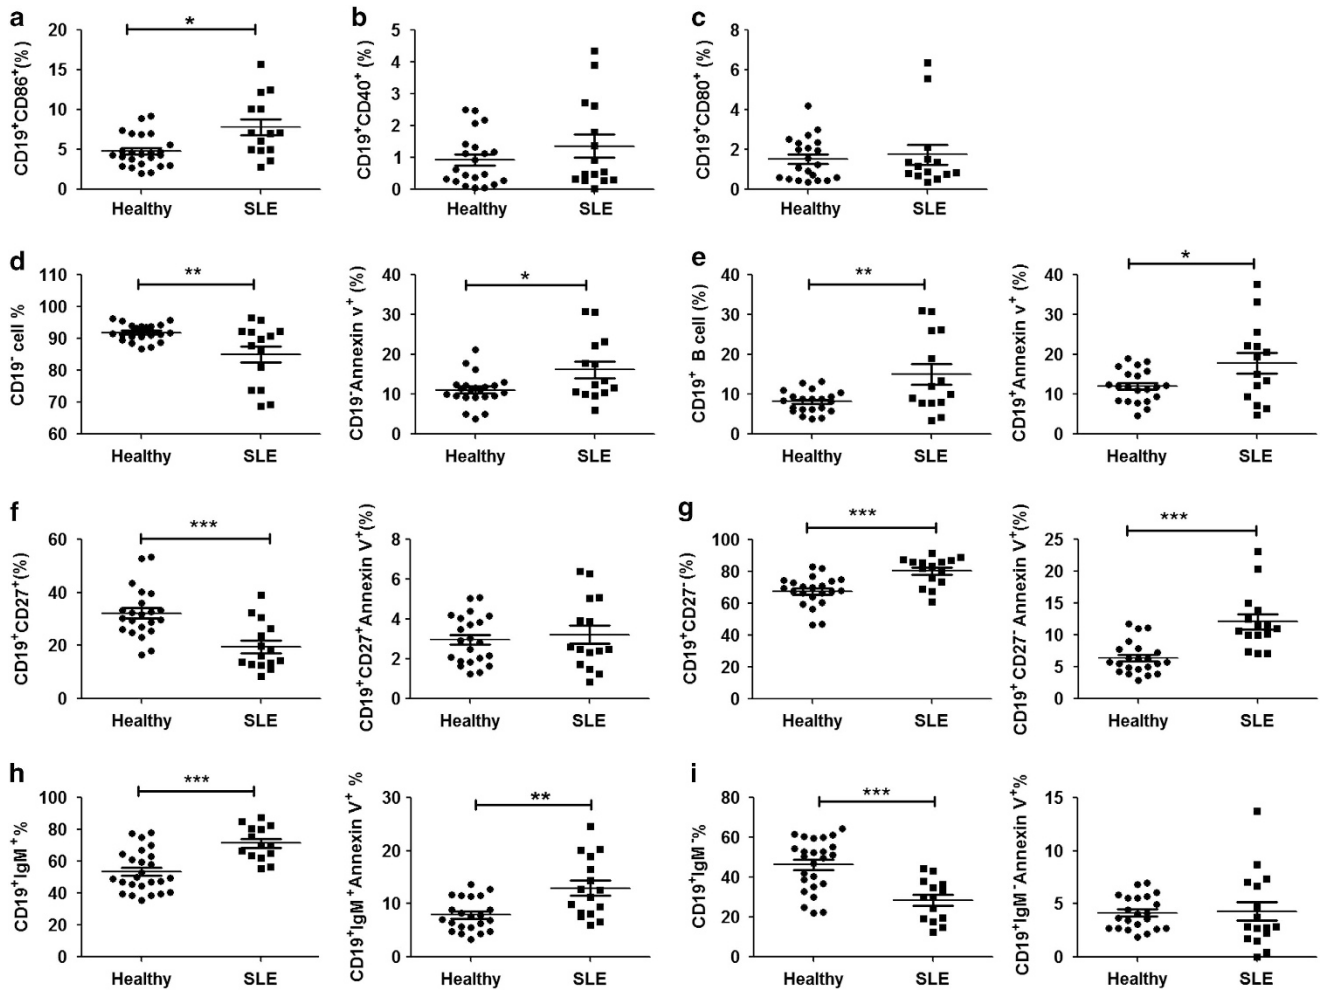 a
*
CD19⁺CD86⁺(%)
20
15
10
5
0
Healthy SLE
b
CD19⁺CD40⁺ (%)
5
4
3
2
1
0
Healthy SLE
c
CD19⁺CD80⁺ (%)
8
6
4
2
0
Healthy SLE
d
**
CD19⁻ cell %
110
100
90
80
70
60
Healthy SLE
*
CD19⁻Annexin v⁺ (%)
40
30
20
10
0
Healthy SLE
e
**
CD19⁺ B cell (%)
40
30
20
10
0
Healthy SLE
*
CD19⁺Annexin v⁺ (%)
40
30
20
10
0
Healthy SLE
f
***
CD19⁺CD27⁺(%)
60
40
20
0
Healthy SLE
CD19⁺CD27⁺Annexin V⁺(%)
8
6
4
2
0
Healthy SLE
g
***
CD19⁺CD27⁻(%)
100
80
60
40
20
0
Healthy SLE
***
CD19⁺ CD27⁻ Annexin V⁺(%)
25
20
15
10
5
0
Healthy SLE
h
***
CD19⁺IgM⁺%
100
80
60
40
20
0
Healthy SLE
**
CD19⁺IgM⁺Annexin V⁺ %
30
20
10
0
Healthy SLE
i
***
CD19⁺IgM⁻%
80
60
40
20
0
Healthy SLE
CD19⁺IgM⁻Annexin V⁺%
15
10
5
0
Healthy SLE